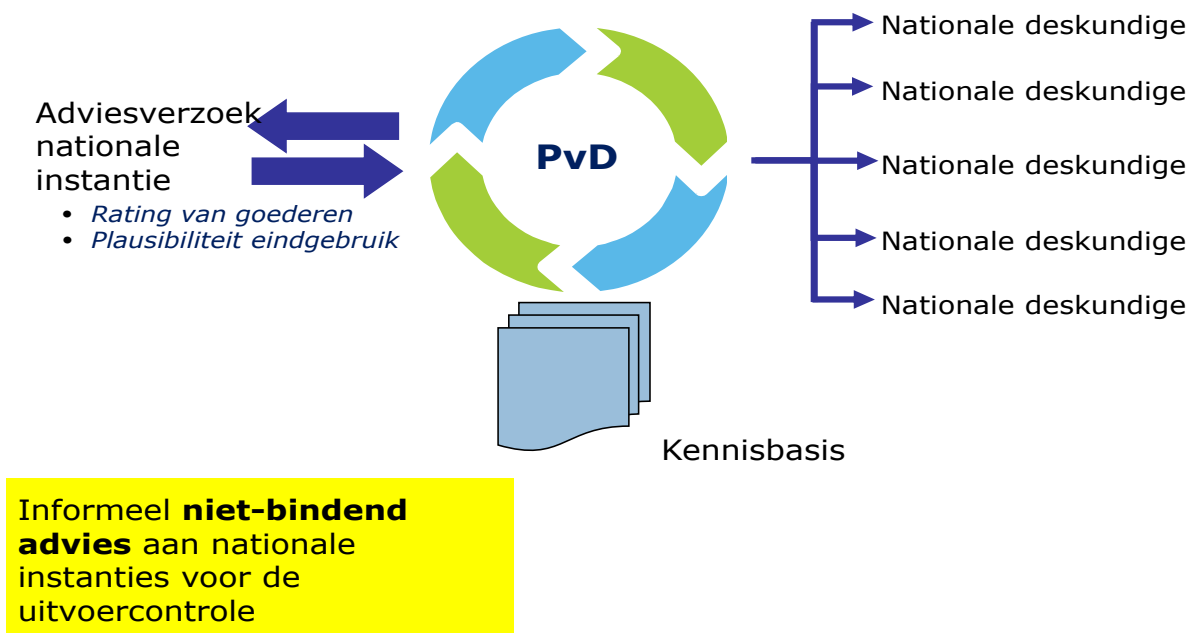 Adviesverzoek
nationale
instantie
• Rating van goederen
• Plausibiliteit eindgebruik
PvD
Nationale deskundige
Nationale deskundige
Nationale deskundige
Nationale deskundige
Nationale deskundige
Kennisbasis
Informeel niet-bindend
advies aan nationale
instanties voor de
uitvoercontrole